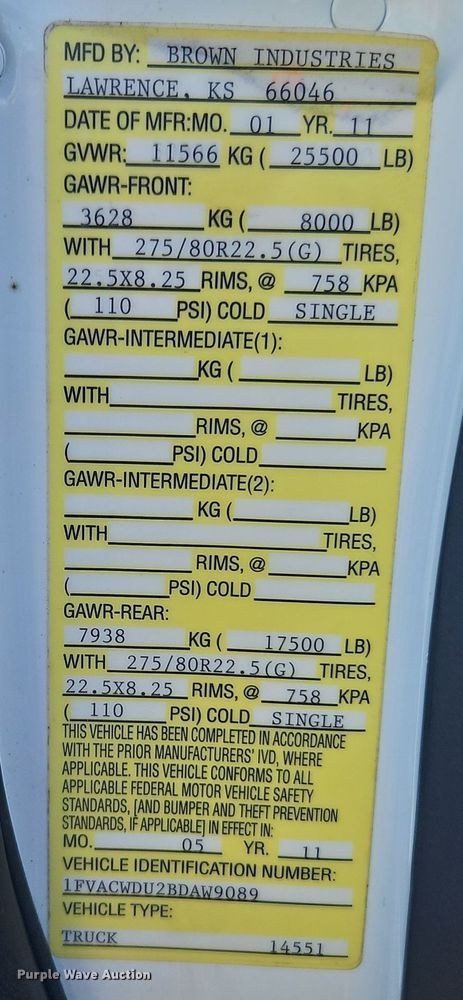 MFD BY: BROWN INDUSTRIES
LAWRENCE, KS 66046
DATE OF MFR:MO. 01 YR. 11
GVWR: 11566 KG ( 25500 LB)
GAWR-FRONT:
3628 KG ( 8000 LB)
WITH 275/80R22.5(G) TIRES,
22.5X8.25 RIMS, @ 758 KPA
( 110 PSI) COLD SINGLE
GAWR-INTERMEDIATE(1):
KG ( LB)
WITH TIRES,
RIMS, @ KPA
( PSI) COLD
GAWR-INTERMEDIATE(2):
KG ( LB)
WITH TIRES,
RIMS, @ KPA
( PSI) COLD
GAWR-REAR:
7938 KG ( 17500 LB)
WITH 275/80R22.5(G) TIRES,
22.5X8.25 RIMS, @ 758 KPA
( 110 PSI) COLD SINGLE
THIS VEHICLE HAS BEEN COMPLETED IN ACCORDANCE
WITH THE PRIOR MANUFACTURERS' IVD, WHERE
APPLICABLE. THIS VEHICLE CONFORMS TO ALL
APPLICABLE FEDERAL MOTOR VEHICLE SAFETY
STANDARDS, [AND BUMPER AND THEFT PREVENTION
STANDARDS, IF APPLICABLE] IN EFFECT IN:
MO. 05 YR. 11
VEHICLE IDENTIFICATION NUMBER:
1FVACWDU2BDAW9089
VEHICLE TYPE:
TRUCK 14551
Purple Wave Auction